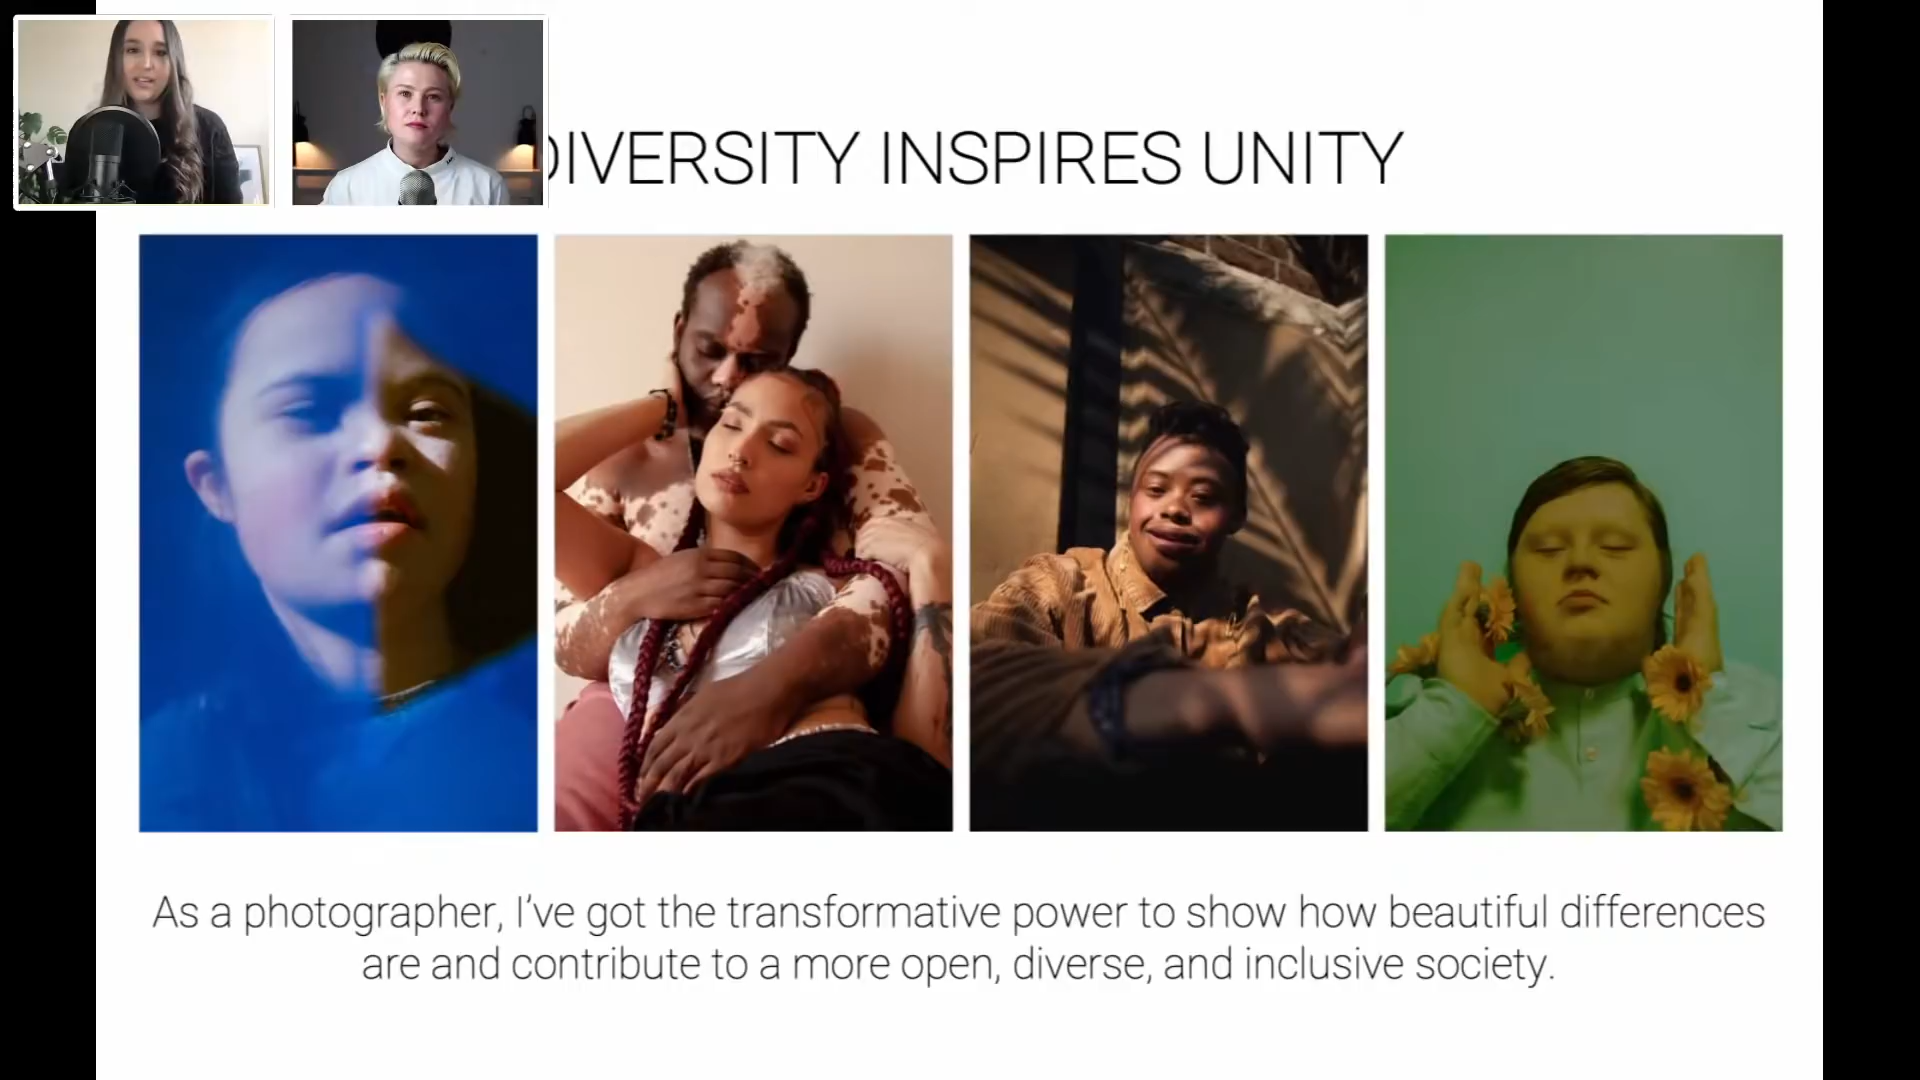 DIVERSITY INSPIRES UNITY
As a photographer, I've got the transformative power to show how beautiful differences
are and contribute to a more open, diverse, and inclusive society.